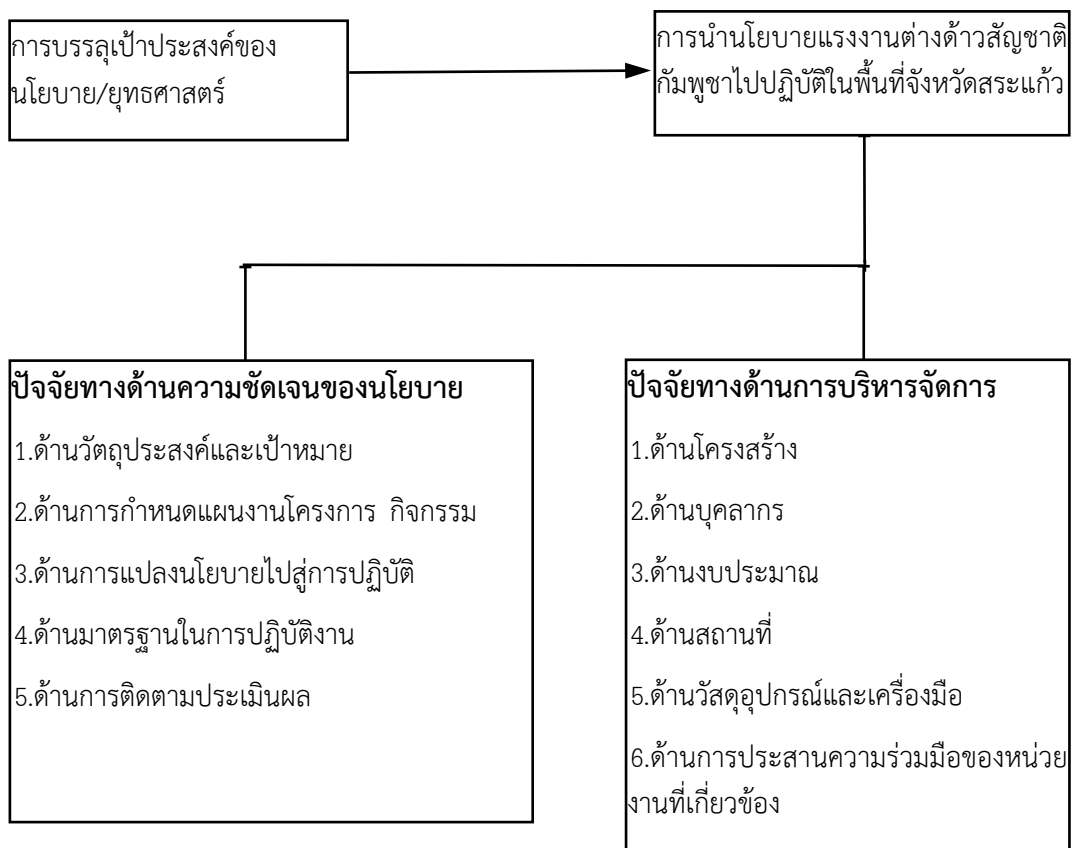 การบรรลุเป้าประสงค์ของ
นโยบาย/ยุทธศาสตร์
การนำนโยบายแรงงานต่างด้าวสัญชาติ
กัมพูชาไปปฏิบัติในพื้นที่จังหวัดสระแก้ว
ปัจจัยทางด้านความชัดเจนของนโยบาย
1.ด้านวัตถุประสงค์และเป้าหมาย
2.ด้านการกำหนดแผนงานโครงการ กิจกรรม
3.ด้านการแปลงนโยบายไปสู่การปฏิบัติ
4.ด้านมาตรฐานในการปฏิบัติงาน
5.ด้านการติดตามประเมินผล
ปัจจัยทางด้านการบริหารจัดการ
1.ด้านโครงสร้าง
2.ด้านบุคลากร
3.ด้านงบประมาณ
4.ด้านสถานที่
5.ด้านวัสดุอุปกรณ์และเครื่องมือ
6.ด้านการประสานความร่วมมือของหน่วย
งานที่เกี่ยวข้อง